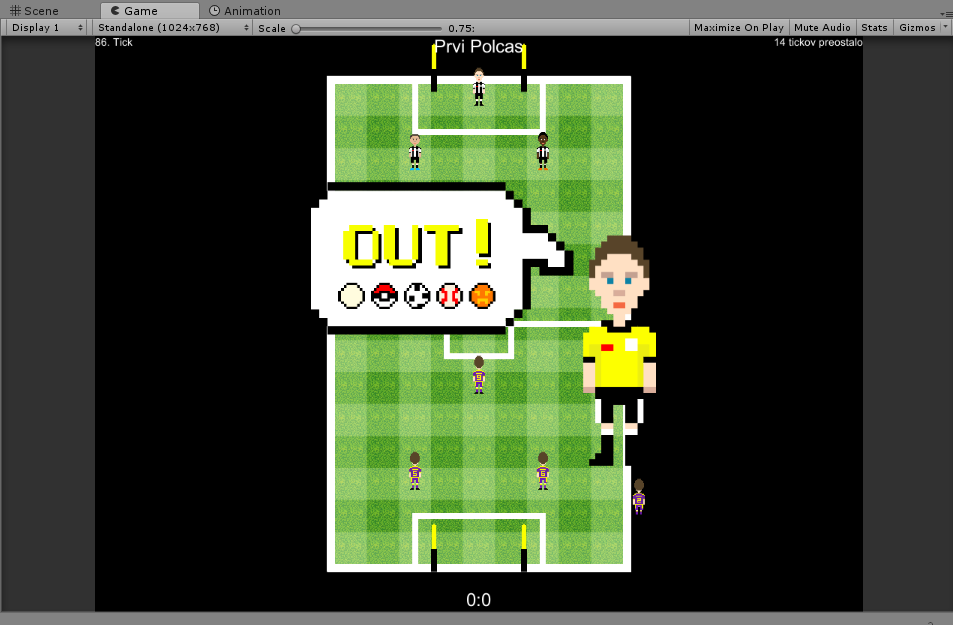 Scene
Game
Animation
Display 1
Standalone (1024x768)
Scale
0.75:
Maximize On Play
Mute Audio
Stats
Gizmos
86. Tick
Prvi Polcas
14 tickov preostalo
OUT!
0:0